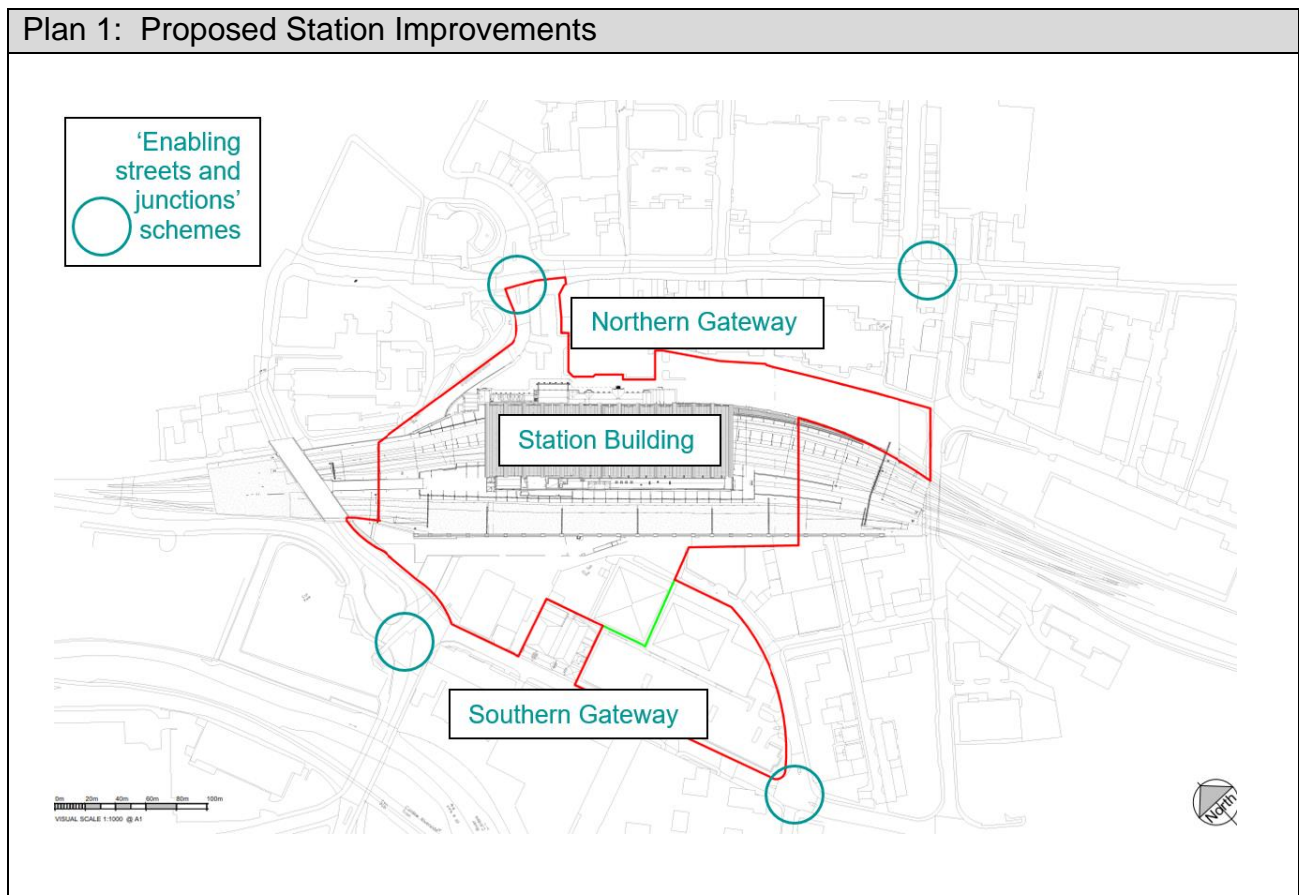 Plan 1: Proposed Station Improvements
‘Enabling
streets and
junctions’
schemes
Northern Gateway
Station Building
Southern Gateway
0m 20m 40m 60m 80m 100m
VISUAL SCALE 1:1000 @ A1
North